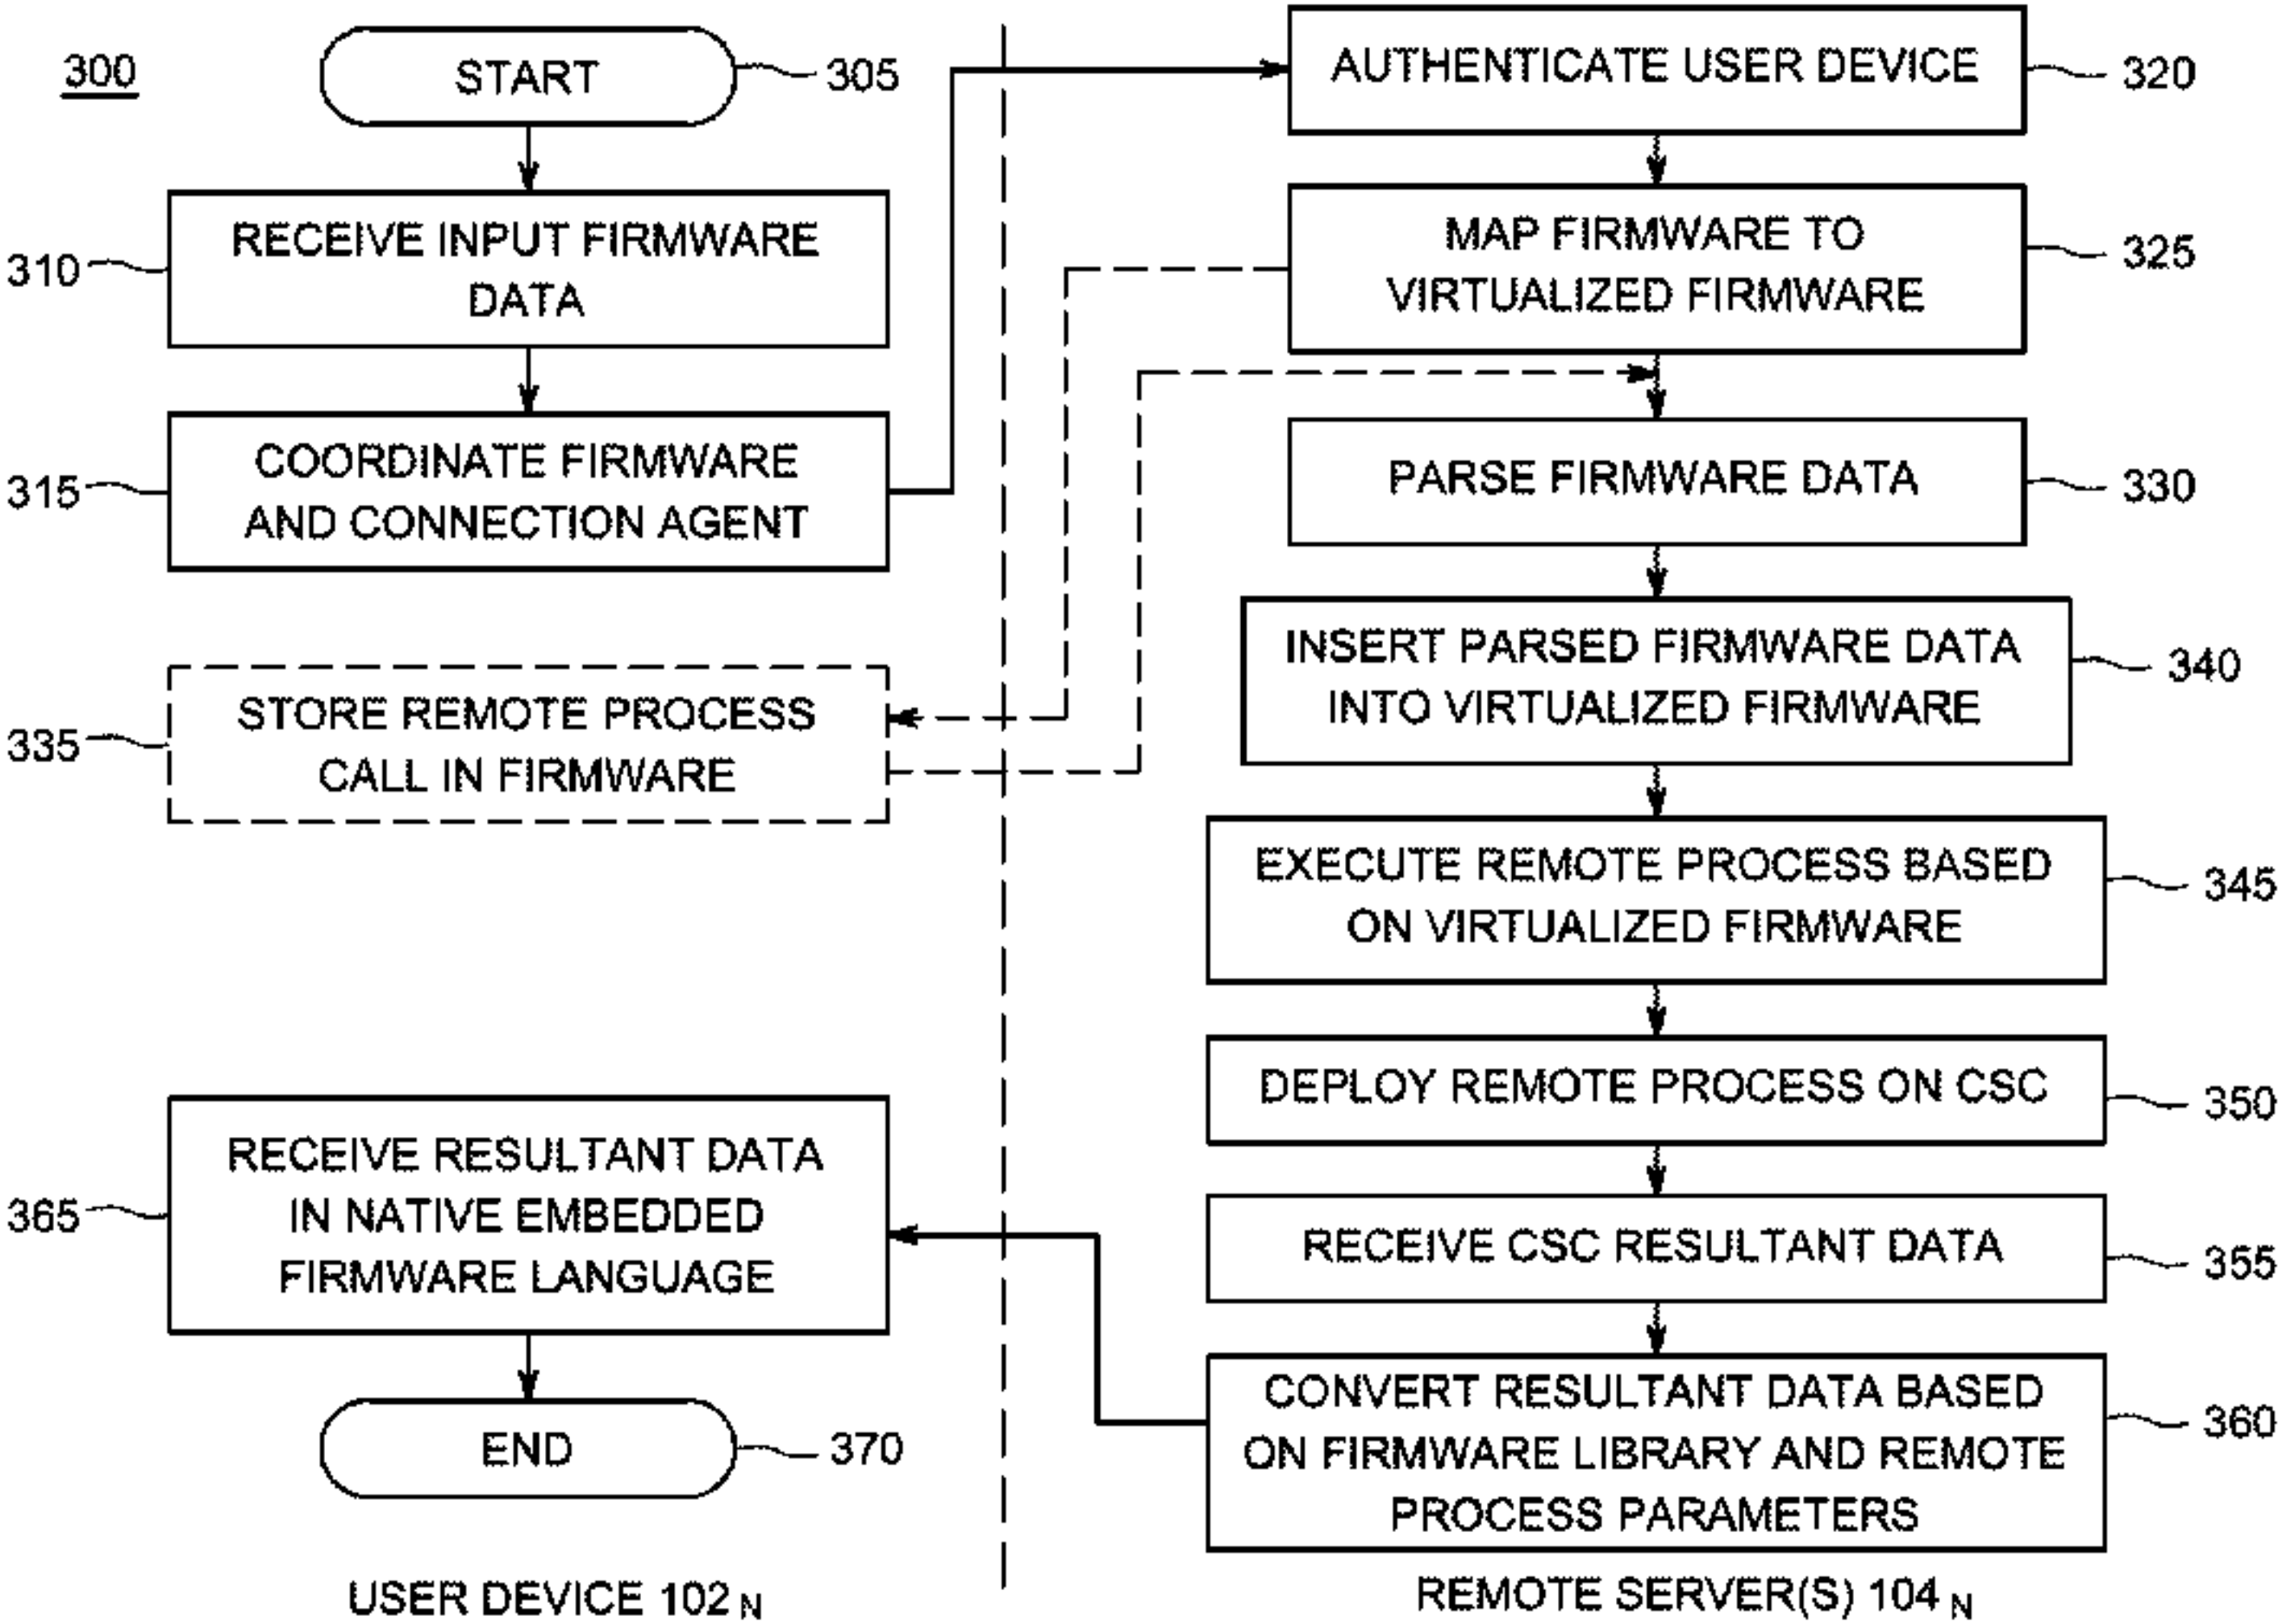 300
START
305
RECEIVE INPUT FIRMWARE
DATA
310
COORDINATE FIRMWARE
AND CONNECTION AGENT
315
AUTHENTICATE USER DEVICE
320
MAP FIRMWARE TO
VIRTUALIZED FIRMWARE
325
PARSE FIRMWARE DATA
330
STORE REMOTE PROCESS
CALL IN FIRMWARE
335
INSERT PARSED FIRMWARE DATA
INTO VIRTUALIZED FIRMWARE
340
EXECUTE REMOTE PROCESS BASED
ON VIRTUALIZED FIRMWARE
345
DEPLOY REMOTE PROCESS ON CSC
350
RECEIVE CSC RESULTANT DATA
355
CONVERT RESULTANT DATA BASED
ON FIRMWARE LIBRARY AND REMOTE
PROCESS PARAMETERS
360
RECEIVE RESULTANT DATA
IN NATIVE EMBEDDED
FIRMWARE LANGUAGE
365
END
370
USER DEVICE 102 N
REMOTE SERVER(S) 104 N